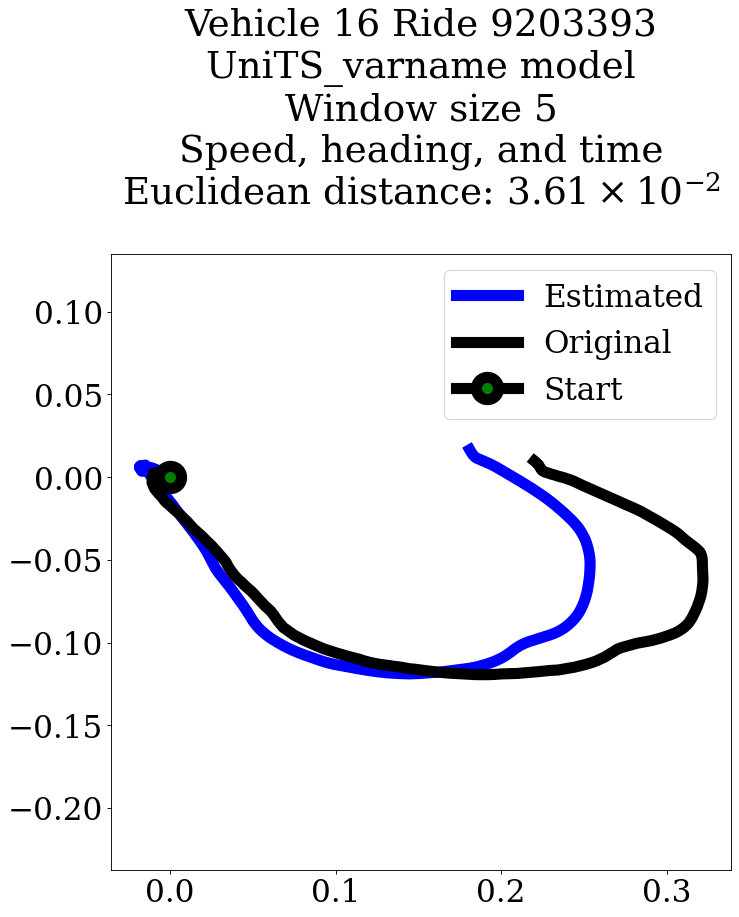 Vehicle 16 Ride 9203393
UniTS_varname model
Window size 5
Speed, heading, and time
Euclidean distance: 3.61 × 10⁻²
Estimated
Original
Start
0.10
0.05
0.00
−0.05
−0.10
−0.15
−0.20
0.0 0.1 0.2 0.3